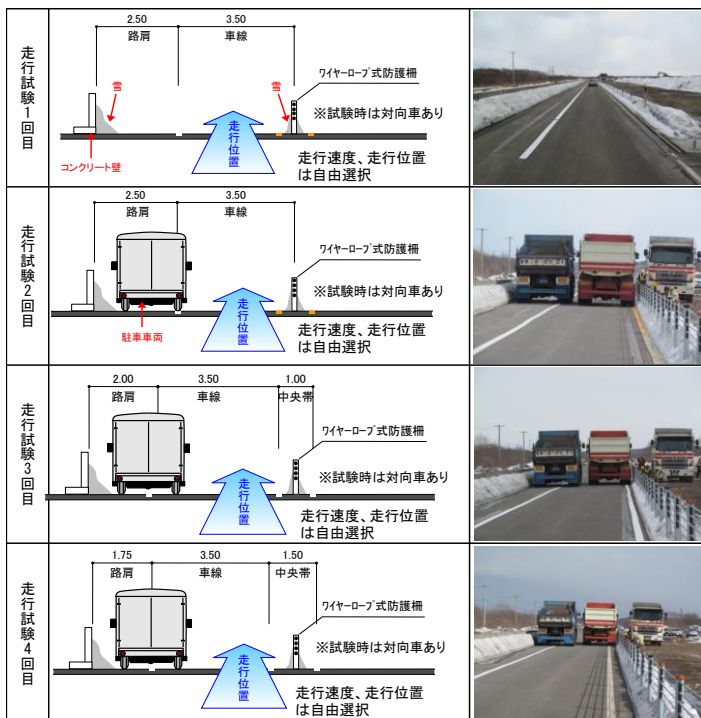 走行試験1回目
2.50 3.50
路肩 車線
雪 雪
ワイヤーロープ式防護柵
※試験時は対向車あり
走行位置
コンクリート壁
走行速度、走行位置
は自由選択
走行試験2回目
2.50 3.50
路肩 車線
ワイヤーロープ式防護柵
※試験時は対向車あり
走行位置
駐車車両
走行速度、走行位置
は自由選択
走行試験3回目
2.00 3.50 1.00
路肩 車線 中央帯
ワイヤーロープ式防護柵
※試験時は対向車あり
走行位置
走行速度、走行位置
は自由選択
走行試験4回目
1.75 3.50 1.50
路肩 車線 中央帯
ワイヤーロープ式防護柵
※試験時は対向車あり
走行位置
走行速度、走行位置
は自由選択